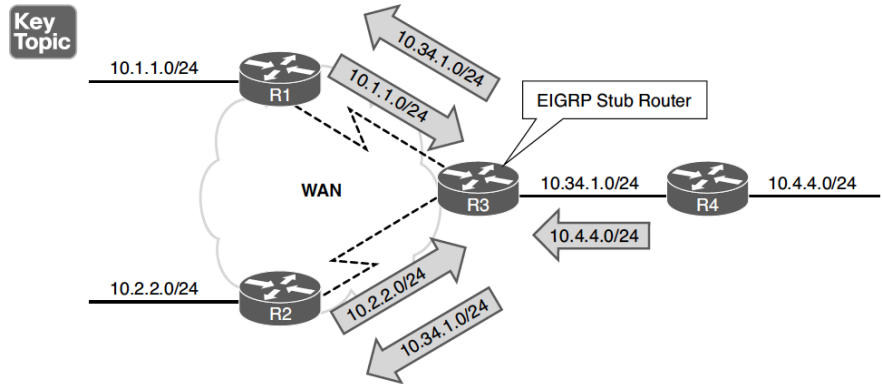 Key
Topic
10.1.1.0/24
R1
10.34.1.0/24
10.1.1.0/24
EIGRP Stub Router
WAN
R3
10.34.1.0/24
R4
10.4.4.0/24
10.4.4.0/24
10.2.2.0/24
R2
10.2.2.0/24
10.34.1.0/24